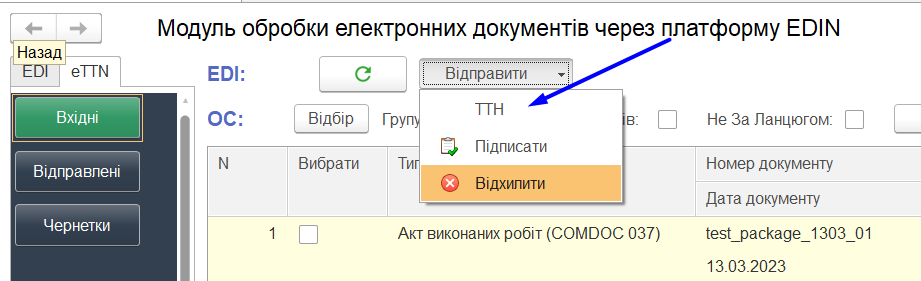 Модуль обробки електронних документів через платформу EDIN
Назад
EDI eTTN
EDI:
Відправити
Вхідні
ТТН
ОС:
Відбір
Групу
ів:
Не За Ланцюгом:
Підписати
Відправлені
N
Вибрати
Тип
Відхилити
Номер документу
Дата документу
Чернетки
1
Акт виконаних робіт (COMDOC 037)
test_package_1303_01
13.03.2023